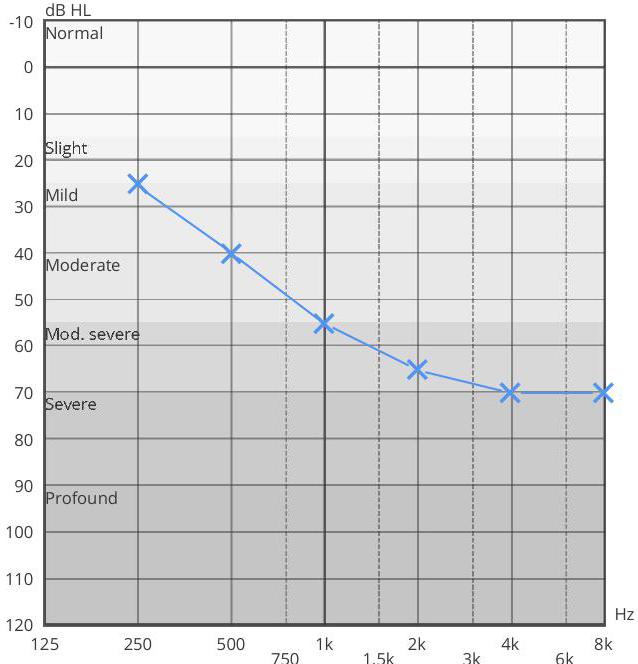 dB HL
-10
Normal
0
10
Slight
20
Mild
30
40
Moderate
50
Mod. severe
60
70
Severe
80
90
Profound
100
110
Hz
120
125 250 500 1k 2k 4k 8k
750 1.5k 3k 6k